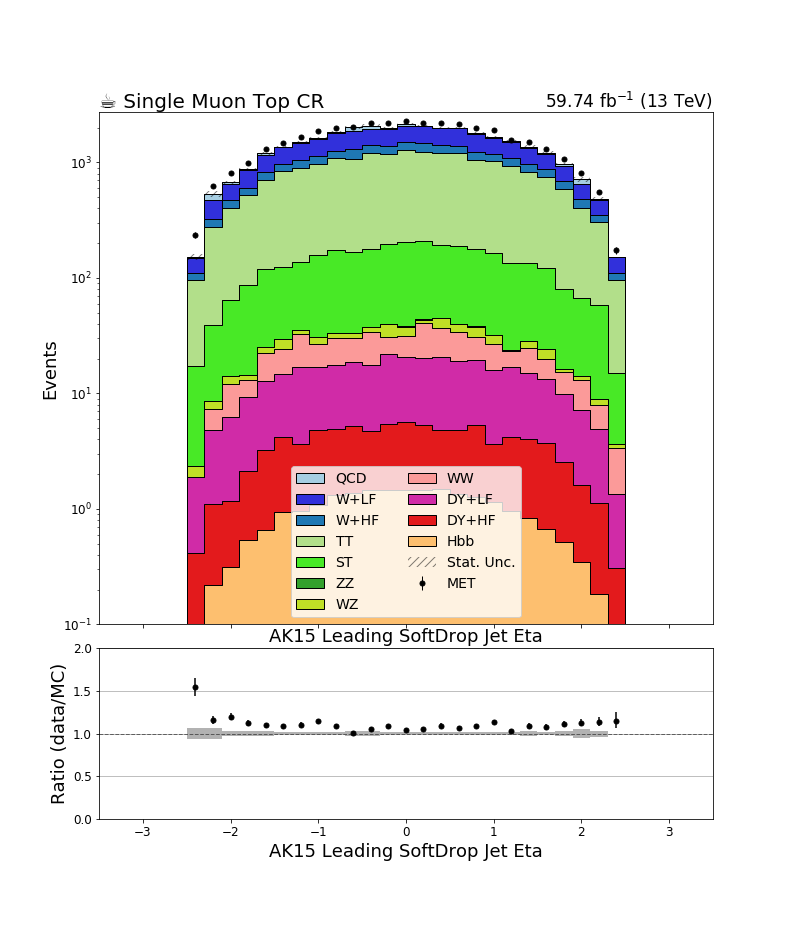 ☕ Single Muon Top CR 59.74 fb⁻¹ (13 TeV)
Events
10³
10²
10¹
10⁰
10⁻¹
QCD WW
W+LF DY+LF
W+HF DY+HF
TT Hbb
ST Stat. Unc.
ZZ MET
WZ
AK15 Leading SoftDrop Jet Eta
Ratio (data/MC)
2.0
1.5
1.0
0.5
0.0
−3 −2 −1 0 1 2 3
AK15 Leading SoftDrop Jet Eta